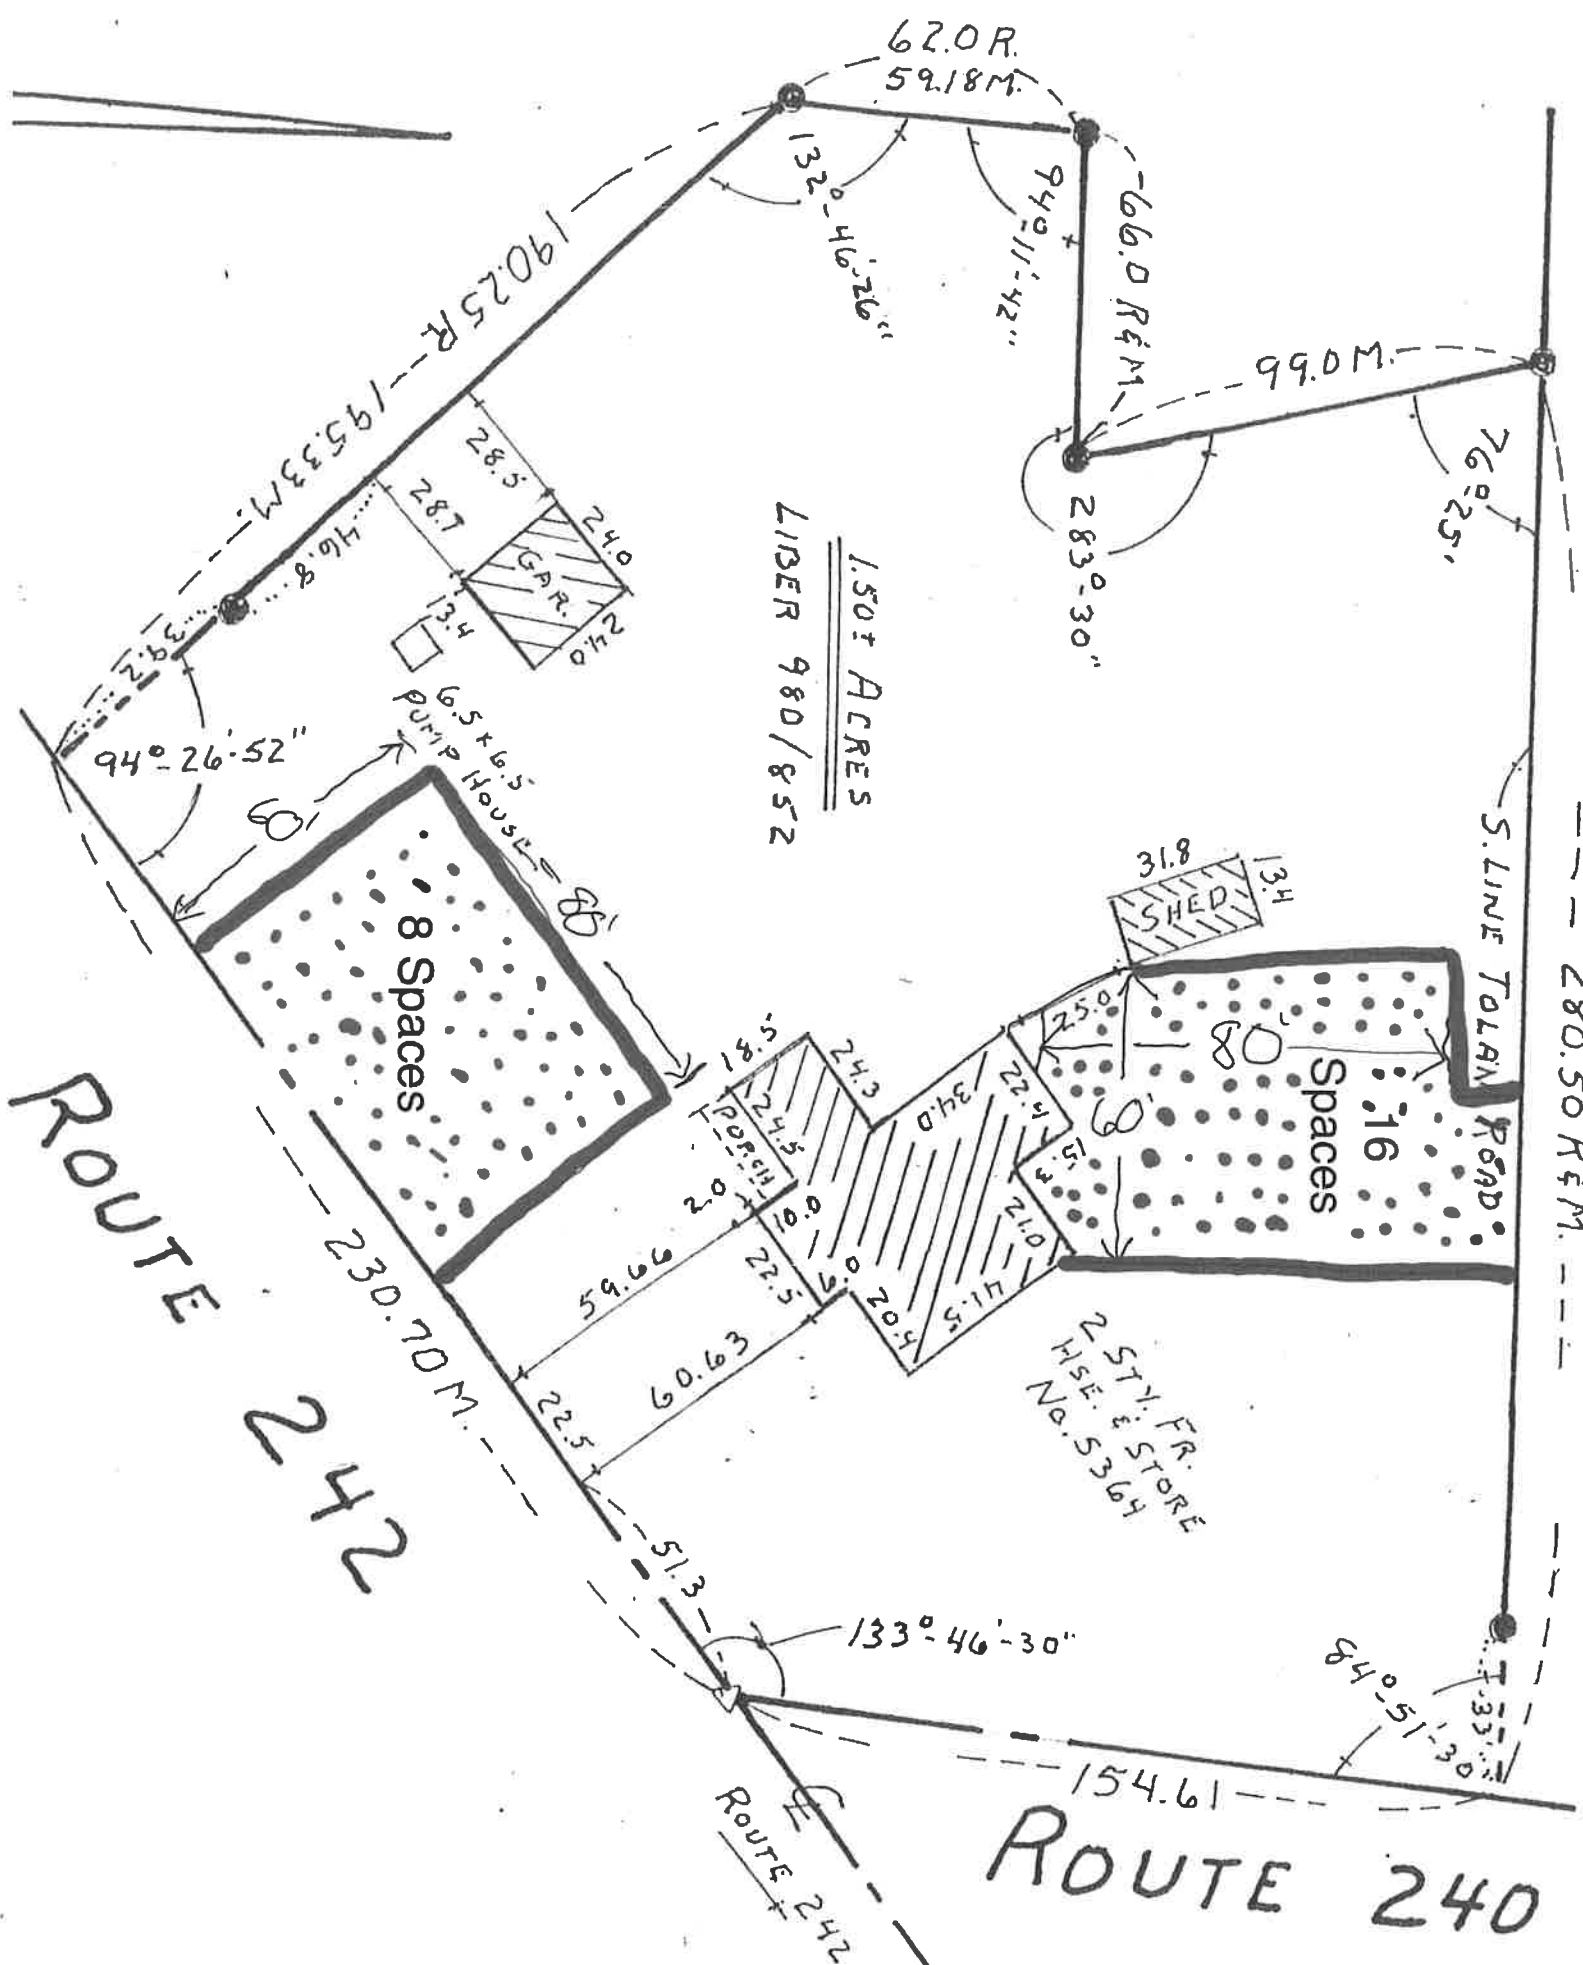 62.0 R.
59.18 M.
132°-46'-26"
94°-11'-42"
66.0 R&M
99.0 M.
76°-25'
283°-30"
190.25 R.
195.33 M.
28.5
28.7
24.0
24.0
GAR.
46.8
39.2
13.4
6.5 x 6.5
PUMP HOUSE
94°-26'-52"
1.50± ACRES
LIBER 980/852
S. LINE TOLAN ROAD
280.50 R&M.
31.8
13.4
SHED
25.0
80'
60'
16
Spaces
80'
8 Spaces
18.5
24.3
24.5
PORCH
2.0
10.0
22.5
34.0
22.4
15.3
21.0
41.5
20.4
59.66
60.63
22.5
51.3
2 STY. FR.
HSE. & STORE
No. 5364
230.70 M.
ROUTE 242
133°-46'-30"
84°-51'-30"
33'
154.61
ROUTE 240
ROUTE 242